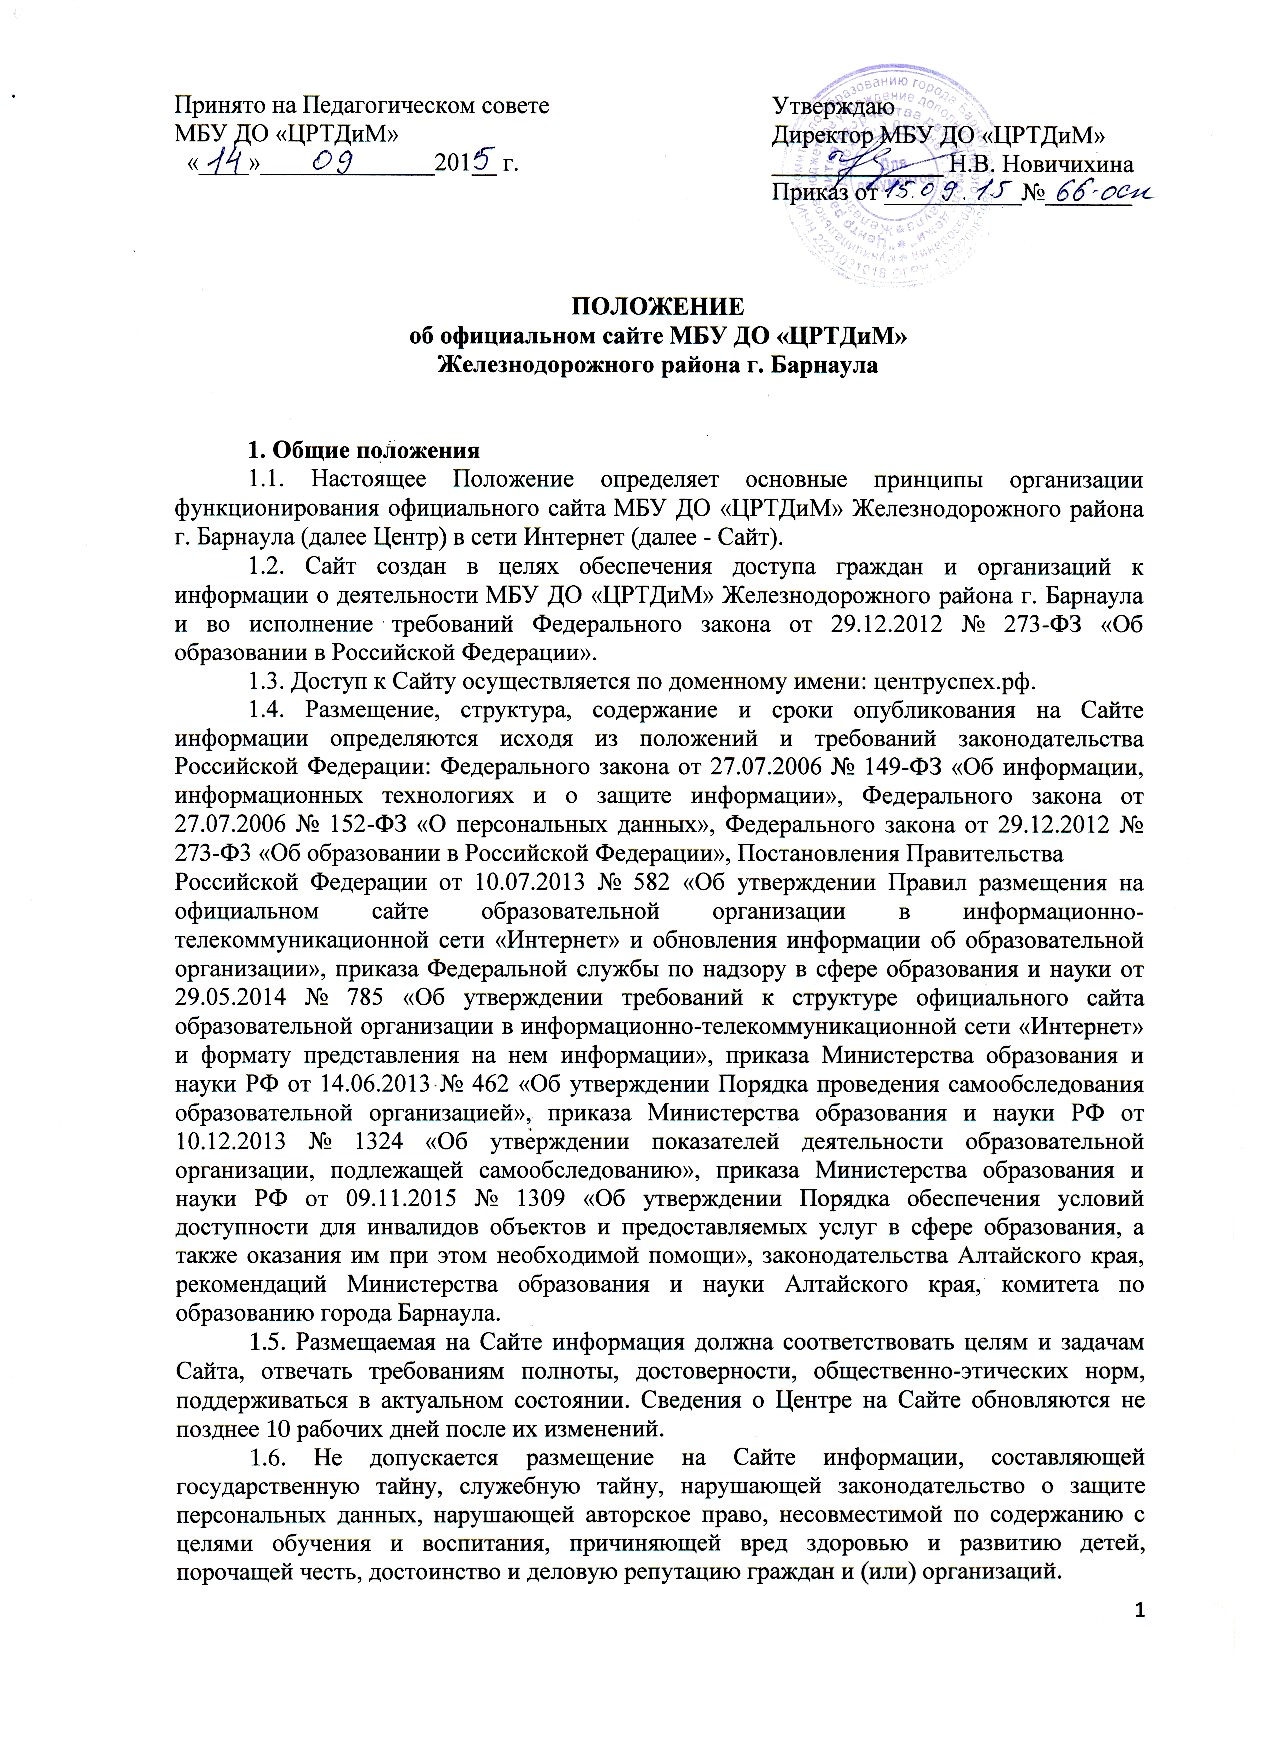 Принято на Педагогическом совете
МБУ ДО «ЦРТДиМ»
«14» 09 2015 г.
Утверждаю
Директор МБУ ДО «ЦРТДиМ»
Н.В. Новичихина
Приказ от 15.09.15 № 66-осн
ПОЛОЖЕНИЕ
об официальном сайте МБУ ДО «ЦРТДиМ»
Железнодорожного района г. Барнаула
1. Общие положения
1.1. Настоящее Положение определяет основные принципы организации
функционирования официального сайта МБУ ДО «ЦРТДиМ» Железнодорожного района
г. Барнаула (далее Центр) в сети Интернет (далее - Сайт).
1.2. Сайт создан в целях обеспечения доступа граждан и организаций к
информации о деятельности МБУ ДО «ЦРТДиМ» Железнодорожного района г. Барнаула
и во исполнение требований Федерального закона от 29.12.2012 № 273-ФЗ «Об
образовании в Российской Федерации».
1.3. Доступ к Сайту осуществляется по доменному имени: центруспех.рф.
1.4. Размещение, структура, содержание и сроки опубликования на Сайте
информации определяются исходя из положений и требований законодательства
Российской Федерации: Федерального закона от 27.07.2006 № 149-ФЗ «Об информации,
информационных технологиях и о защите информации», Федерального закона от
27.07.2006 № 152-ФЗ «О персональных данных», Федерального закона от 29.12.2012 №
273-ФЗ «Об образовании в Российской Федерации», Постановления Правительства
Российской Федерации от 10.07.2013 № 582 «Об утверждении Правил размещения на
официальном сайте образовательной организации в информационно-
телекоммуникационной сети «Интернет» и обновления информации об образовательной
организации», приказа Федеральной службы по надзору в сфере образования и науки от
29.05.2014 № 785 «Об утверждении требований к структуре официального сайта
образовательной организации в информационно-телекоммуникационной сети «Интернет»
и формату представления на нем информации», приказа Министерства образования и
науки РФ от 14.06.2013 № 462 «Об утверждении Порядка проведения самообследования
образовательной организацией», приказа Министерства образования и науки РФ от
10.12.2013 № 1324 «Об утверждении показателей деятельности образовательной
организации, подлежащей самообследованию», приказа Министерства образования и
науки РФ от 09.11.2015 № 1309 «Об утверждении Порядка обеспечения условий
доступности для инвалидов объектов и предоставляемых услуг в сфере образования, а
также оказания им при этом необходимой помощи», законодательства Алтайского края,
рекомендаций Министерства образования и науки Алтайского края, комитета по
образованию города Барнаула.
1.5. Размещаемая на Сайте информация должна соответствовать целям и задачам
Сайта, отвечать требованиям полноты, достоверности, общественно-этических норм,
поддерживаться в актуальном состоянии. Сведения о Центре на Сайте обновляются не
позднее 10 рабочих дней после их изменений.
1.6. Не допускается размещение на Сайте информации, составляющей
государственную тайну, служебную тайну, нарушающей законодательство о защите
персональных данных, нарушающей авторское право, несовместимой по содержанию с
целями обучения и воспитания, причиняющей вред здоровью и развитию детей,
порочащей честь, достоинство и деловую репутацию граждан и (или) организаций.
1